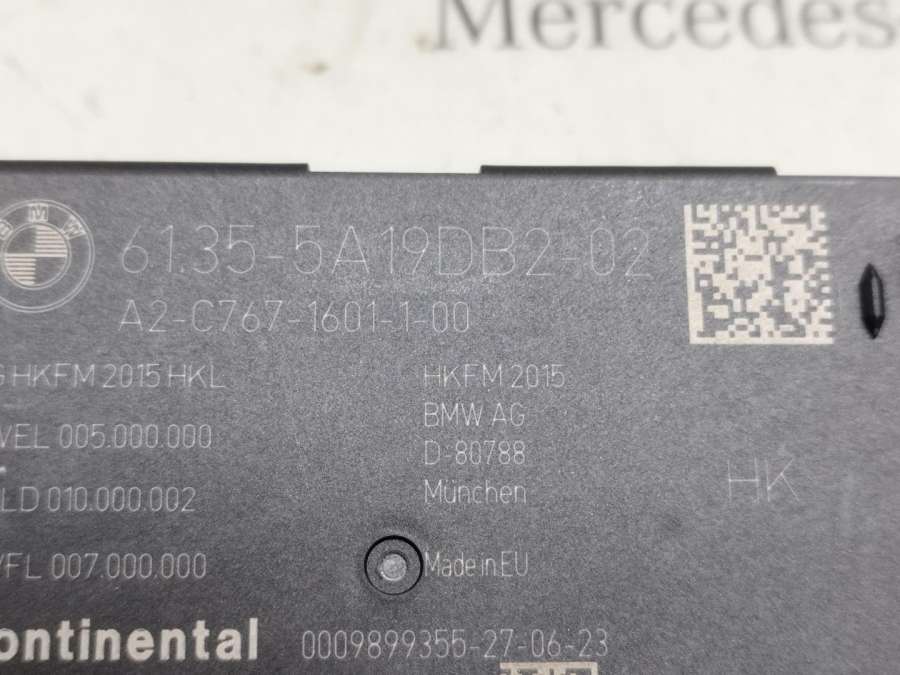 Mercedes
BMW
61.35-5A19DB2-02
A2-C767-1601-1-00
G HKFM 2015 HKL
HKFM 2015
VEL 005.000.000
BMW AG
D-80788
LD 010.000.002
München
HK
FL 007.000.000
Made in EU
ontinental
0009899355-27-06-23